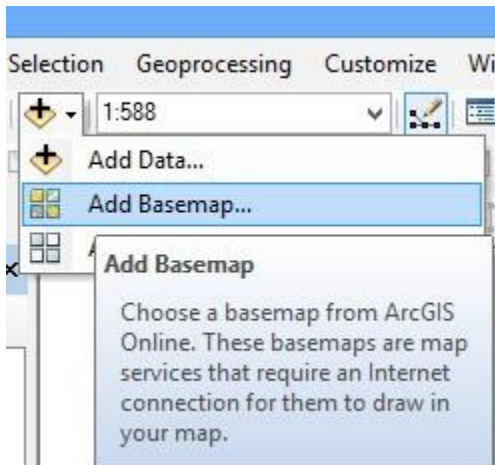 Selection Geoprocessing Customize
1:588
Add Data...
Add Basemap...
Add Basemap
Choose a basemap from ArcGIS
Online. These basemaps are map
services that require an Internet
connection for them to draw in
your map.